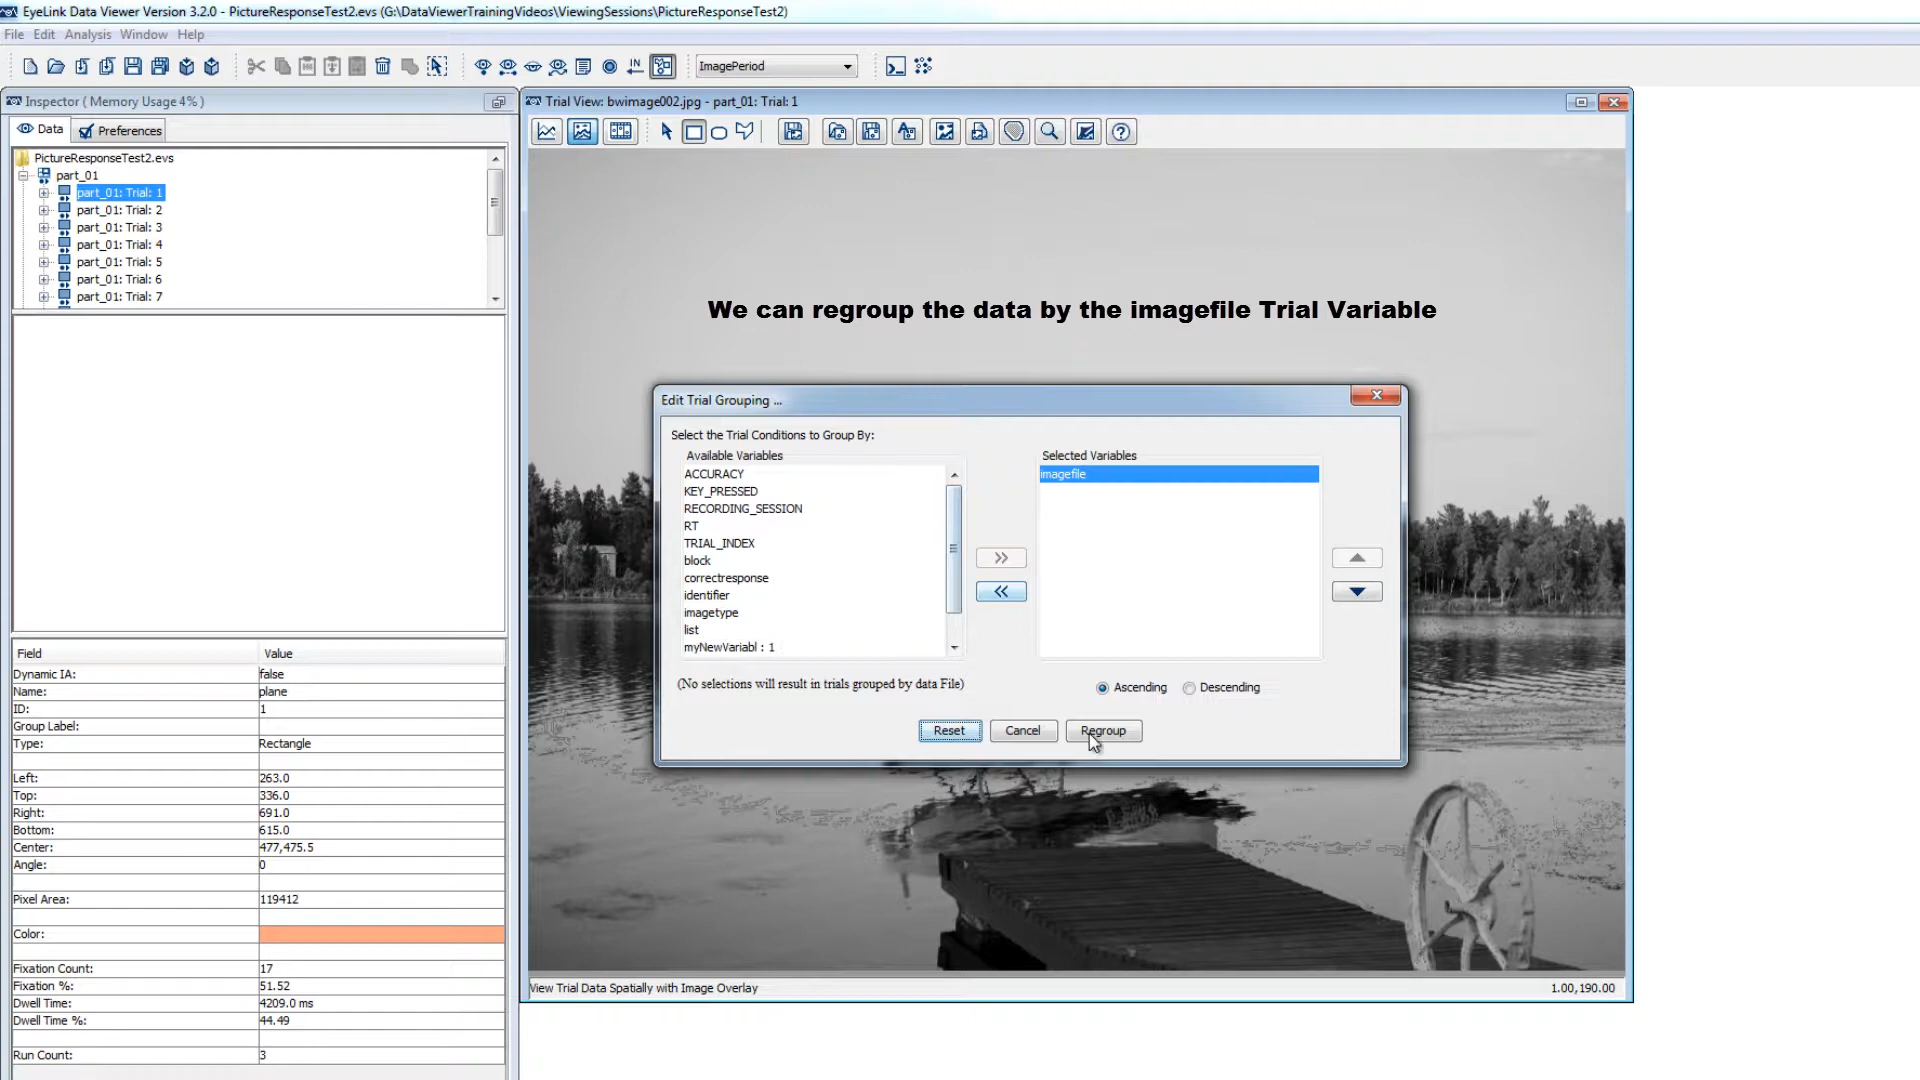 EyeLink Data Viewer Version 3.2.0 - PictureResponseTest2.evs (G:\DataViewerTrainingVideos\ViewingSessions\PictureResponseTest2)
File Edit Analysis Window Help
IN
ImagePeriod
Inspector ( Memory Usage 4% )
Data Preferences
PictureResponseTest2.evs
part_01
part_01: Trial: 1
part_01: Trial: 2
part_01: Trial: 3
part_01: Trial: 4
part_01: Trial: 5
part_01: Trial: 6
part_01: Trial: 7
Field Value
Dynamic IA: false
Name: plane
ID: 1
Group Label:
Type: Rectangle
Left: 263.0
Top: 336.0
Right: 691.0
Bottom: 615.0
Center: 477,475.5
Angle: 0
Pixel Area: 119412
Color:
Fixation Count: 17
Fixation %: 51.52
Dwell Time: 4209.0 ms
Dwell Time %: 44.49
Run Count: 3
Trial View: bwimage002.jpg - part_01: Trial: 1
We can regroup the data by the imagefile Trial Variable
Edit Trial Grouping ...
Select the Trial Conditions to Group By:
Available Variables
ACCURACY
KEY_PRESSED
RECORDING_SESSION
RT
TRIAL_INDEX
block
correctresponse
identifier
imagetype
list
myNewVariabl : 1
Selected Variables
imagefile
(No selections will result in trials grouped by data File)
Ascending Descending
Reset Cancel Regroup
View Trial Data Spatially with Image Overlay
1.00,190.00